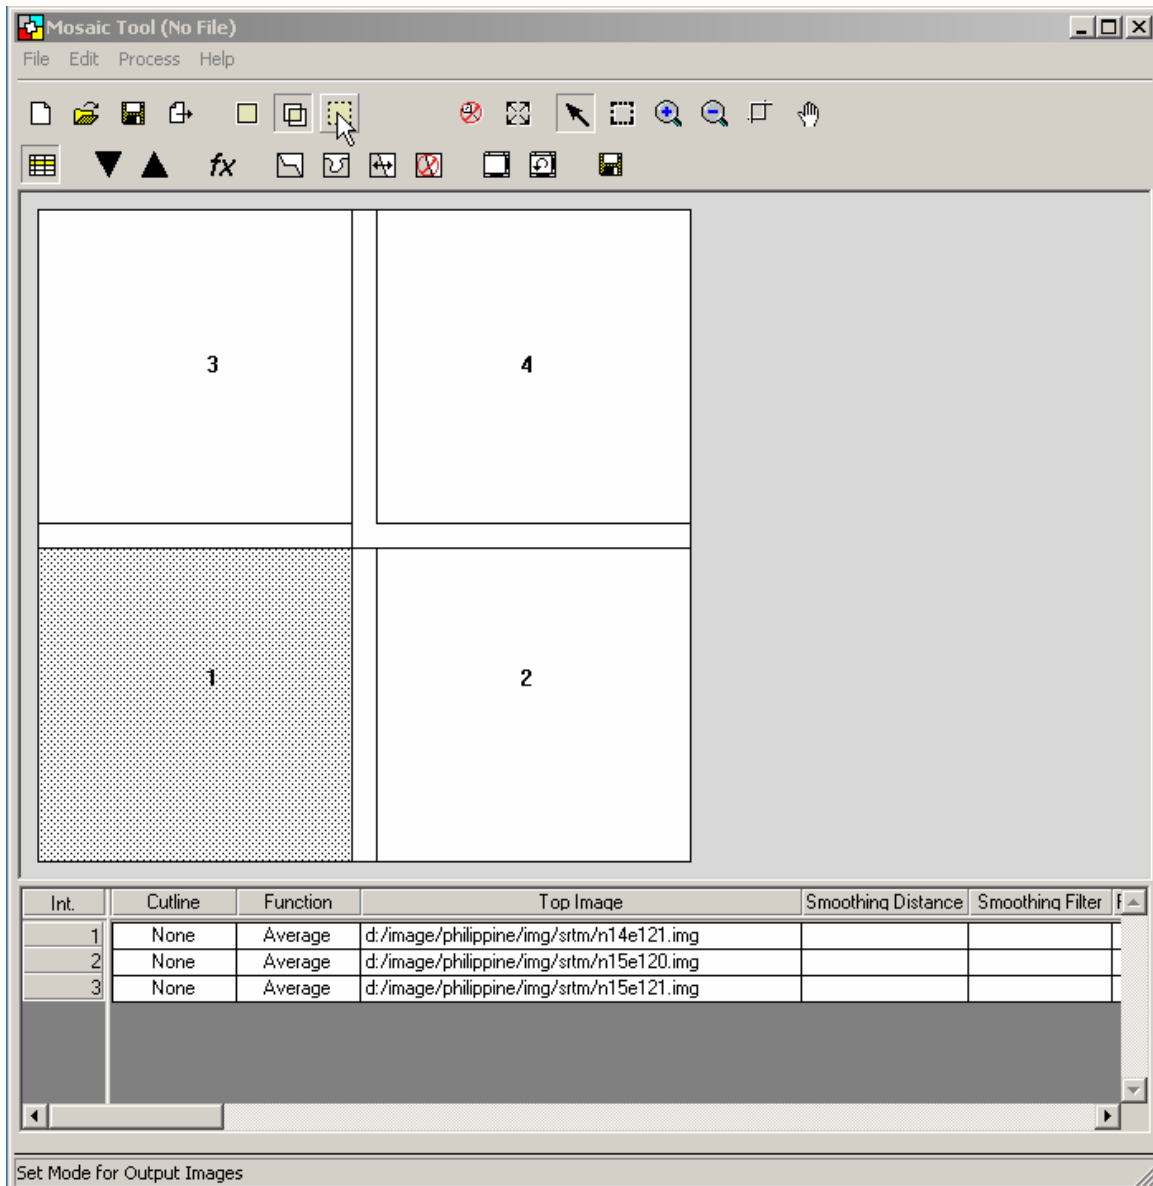 Mosaic Tool (No File)
File Edit Process Help
fx
3 4
1 2
Int. Cutline Function Top Image Smoothing Distance Smoothing Filter F
1 None Average d:/image/philippine/img/srtm/n14e121.img
2 None Average d:/image/philippine/img/srtm/n15e120.img
3 None Average d:/image/philippine/img/srtm/n15e121.img
Set Mode for Output Images